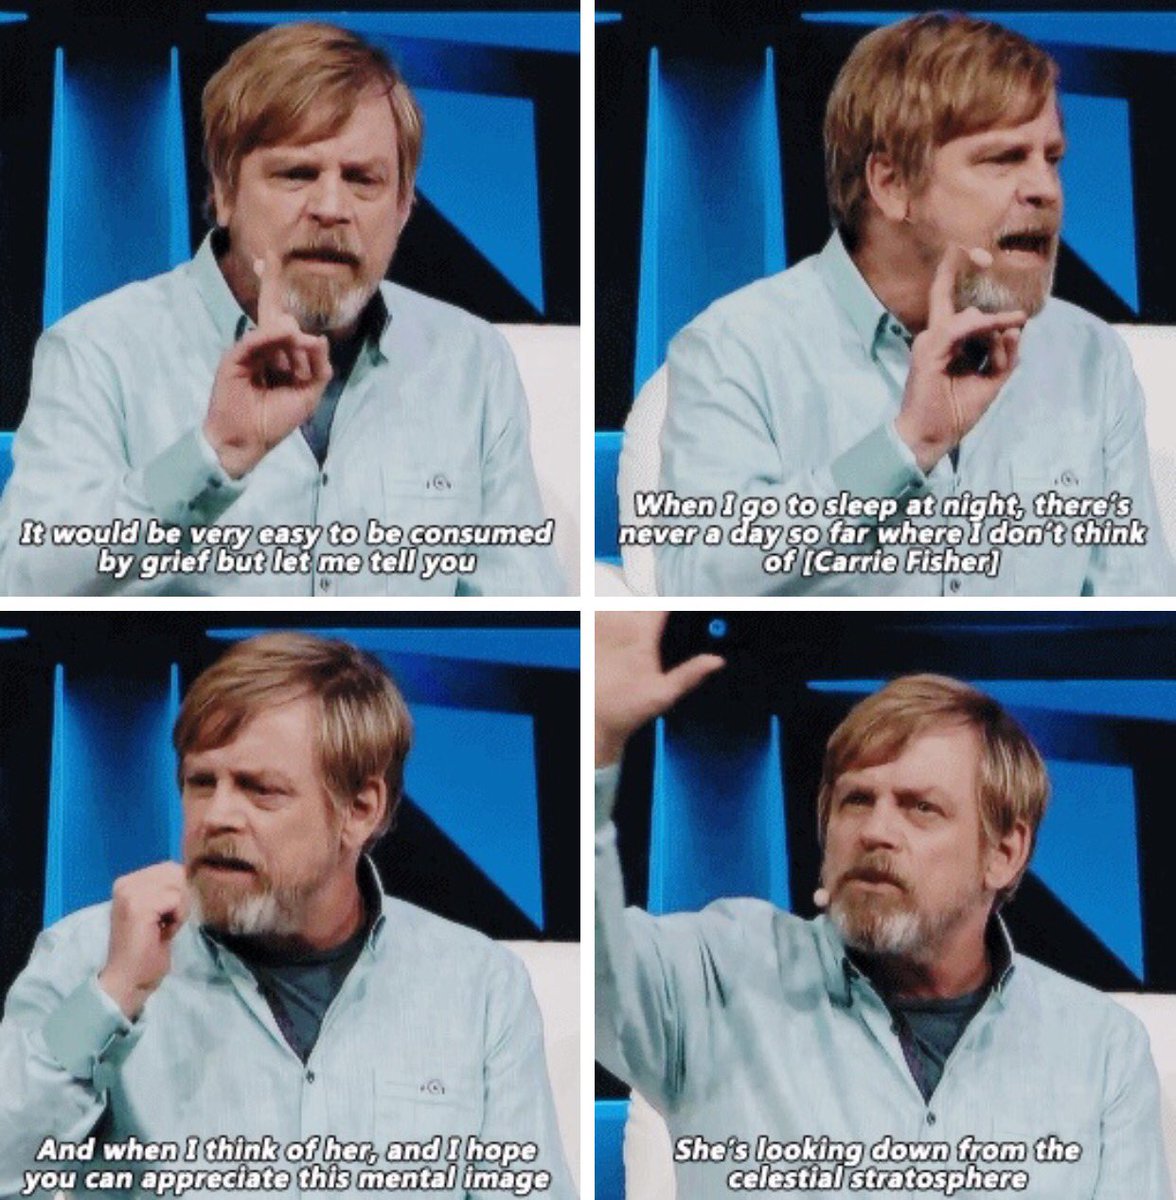 It would be very easy to be consumed
by grief but let me tell you
When I go to sleep at night, there's
never a day so far where I don't think
of [Carrie Fisher]
And when I think of her, and I hope
you can appreciate this mental image
She's looking down from the
celestial stratosphere